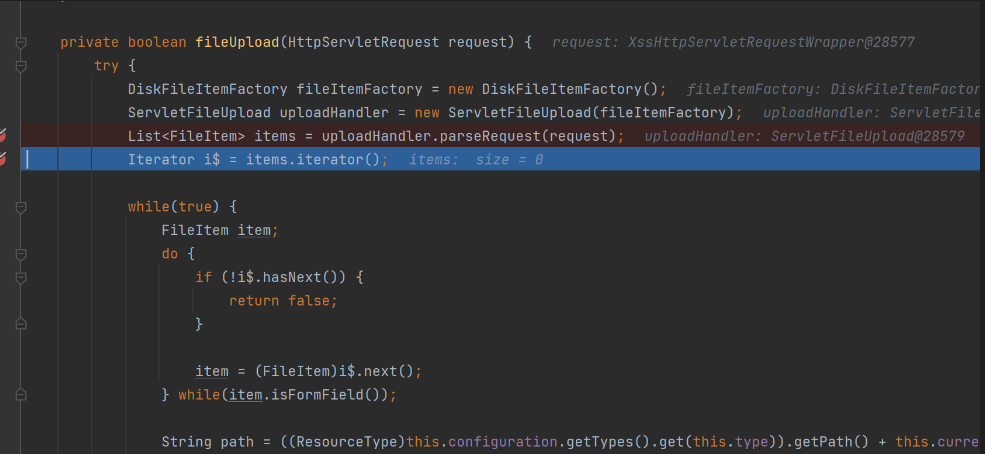 private boolean fileUpload(HttpServletRequest request) {   request: XssHttpServletRequestWrapper@28577
try {
DiskFileItemFactory fileItemFactory = new DiskFileItemFactory();   fileItemFactory: DiskFileItemFactor
ServletFileUpload uploadHandler = new ServletFileUpload(fileItemFactory);   uploadHandler: ServletFile
List<FileItem> items = uploadHandler.parseRequest(request);   uploadHandler: ServletFileUpload@28579
Iterator i$ = items.iterator();   items:  size = 0
while(true) {
FileItem item;
do {
if (!i$.hasNext()) {
return false;
}
item = (FileItem)i$.next();
} while(item.isFormField());
String path = ((ResourceType)this.configuration.getTypes().get(this.type)).getPath() + this.curre